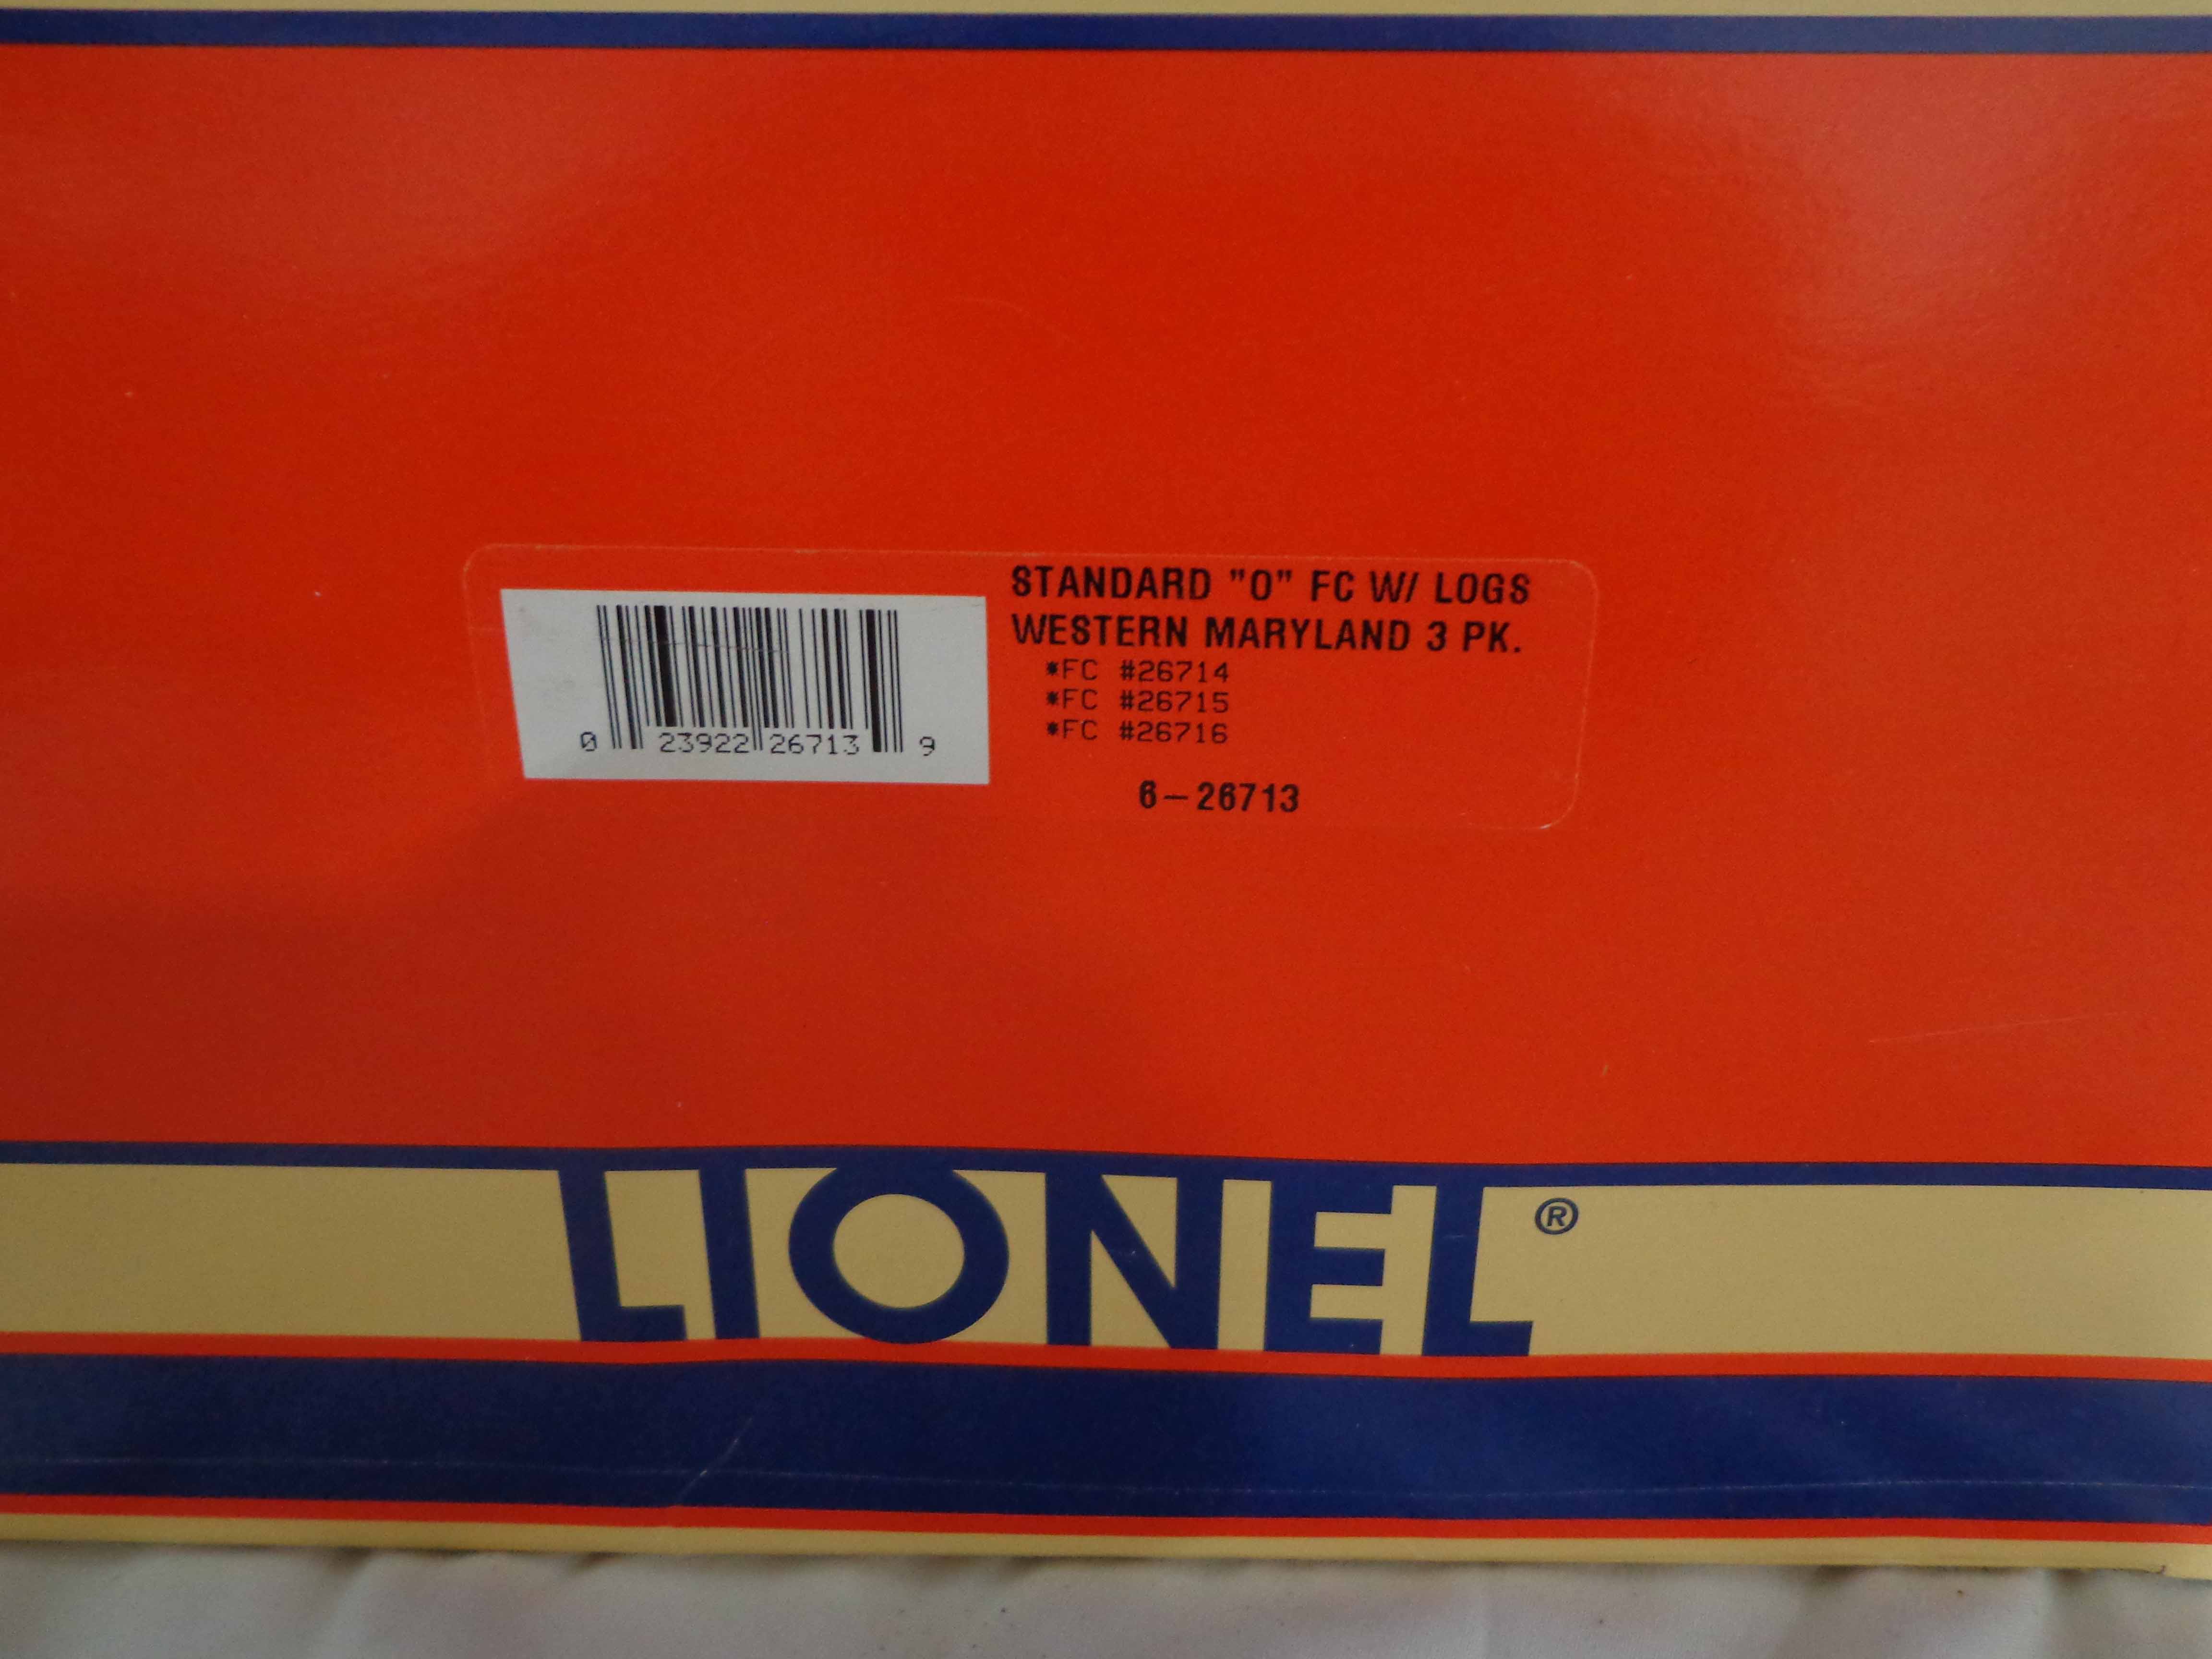 STANDARD "O" FC W/ LOGS
WESTERN MARYLAND 3 PK.
*FC #26714
*FC #26715
*FC #26716
6-26713
0 23922 26713 9
LIONEL®